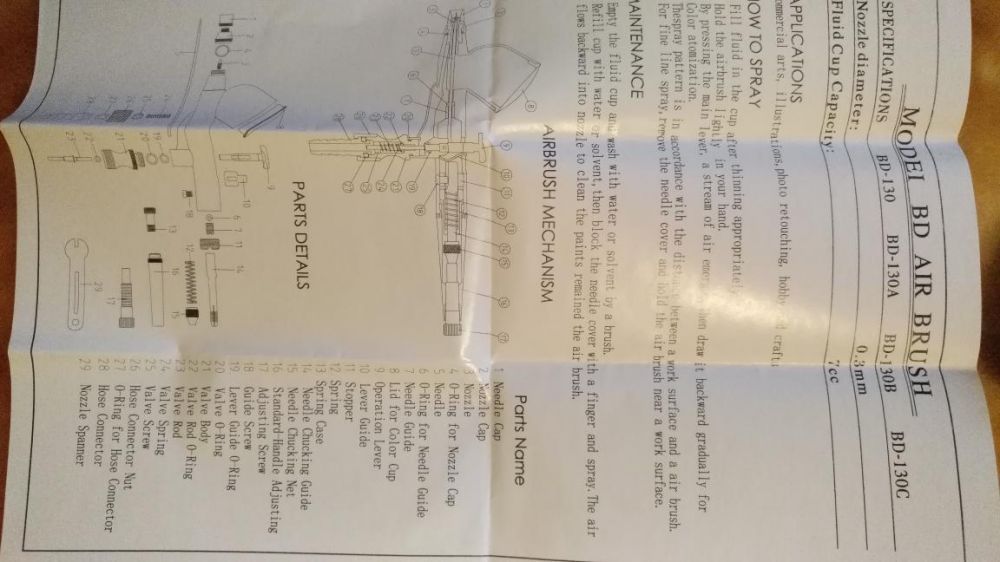 MODEL BD AIR BRUSH
SPECIFICATIONS BD-130 BD-130A BD-130B BD-130C
Nozzle diameter: 0.3mm
Fluid Cup Capacity: 7cc
APPLICATIONS
commercial arts, illustrations, photo retouching, hobby craft
HOW TO SPRAY
Fill fluid in the cup after thinning appropriately
Hold the airbrush lightly in your hand.
By pressing the main lever, a stream of air then draw it backward gradually for
Color atomization.
Thespray pattern is in accordance with the distance between a work surface and a air brush.
For fine line spray, remove the needle cover and hold the air brush near a work surface.
MAINTENANCE
Empty the fluid cup and wash with water or solvent by a brush.
Refill cup with water or solvent, then block the needle cover with a finger and spray. The air
flows backward into nozzle to clean the paints remained the air brush.
AIRBRUSH MECHANISM
PARTS DETAILS
Parts Name
1 Needle Cap
2 Nozzle Cap
3 Nozzle
4 O-Ring for Nozzle Cap
5 Needle
6 O-Ring for Needle Guide
7 Needle Guide
8 Lid for Color Cup
9 Operation Lever
10 Lever Guide
11 Stopper
12 Spring
13 Spring Case
14 Needle Chucking Guide
15 Needle Chucking Net
16 Standard Handle Adjusting
17 Adjusting Screw
18 Guide Screw
19 Lever Guide O-Ring
20 Valve O-Ring
21 Valve Body
22 Valve Rod O-Ring
23 Valve Rod
24 Valve Spring
25 Valve Screw
26 Hose Connector Nut
27 O-Ring for Hose Connector
28 Hose Connector
29 Nozzle Spanner